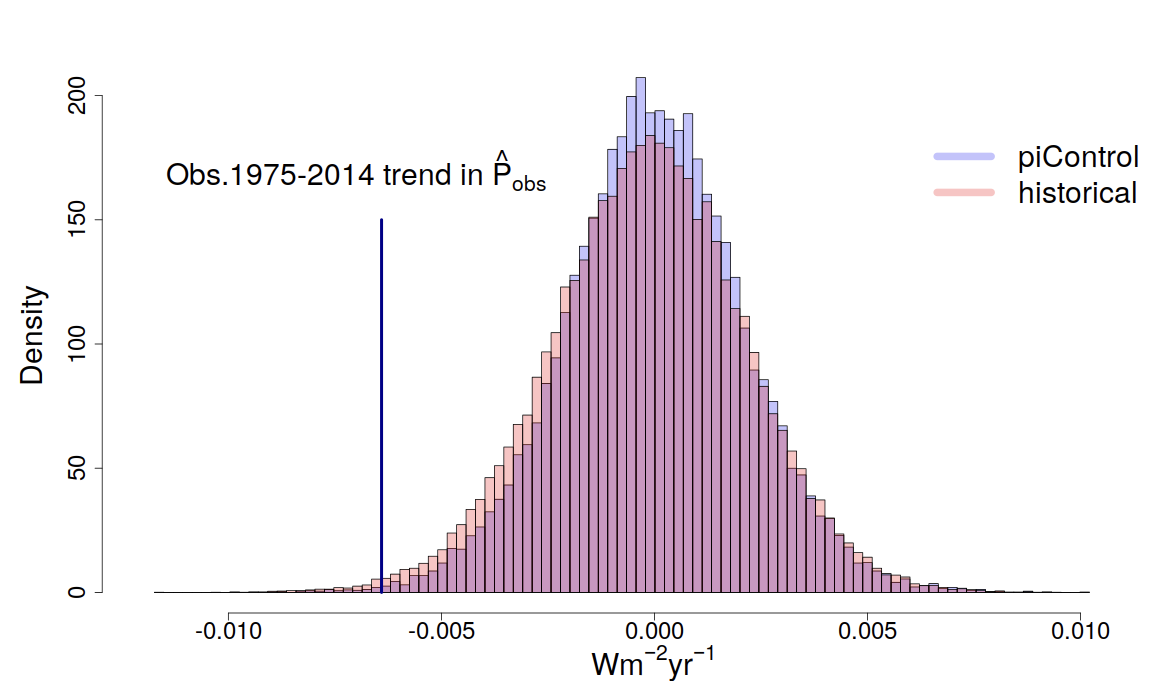 Obs.1975-2014 trend in P̂obs
piControl
historical
Density
200
150
100
50
0
-0.010 -0.005 0.000 0.005 0.010
Wm−2yr−1